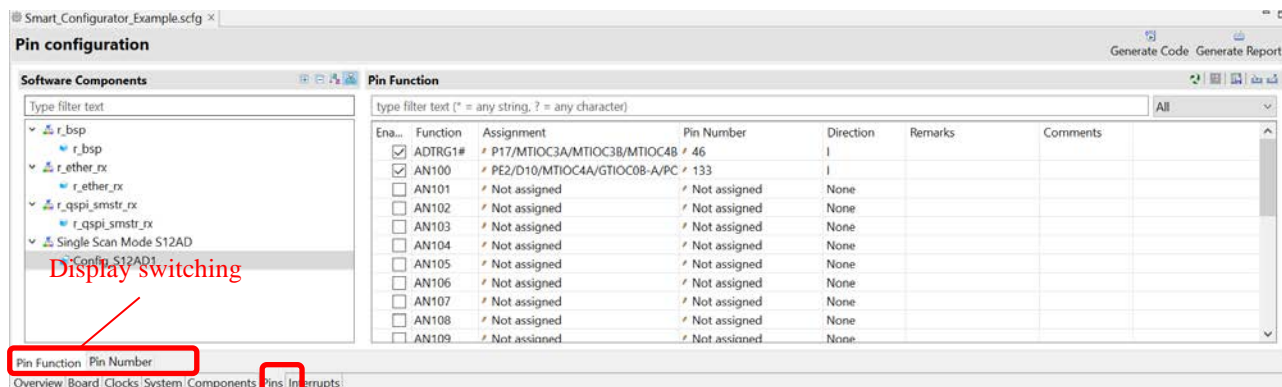 Smart_Configurator_Example.scfg ×
Pin configuration
Generate Code Generate Report
Software Components
Pin Function
Type filter text
type filter text (* = any string, ? = any character)
All
r_bsp
r_bsp
r_ether_rx
r_ether_rx
r_qspi_smstr_rx
r_qspi_smstr_rx
Single Scan Mode S12AD
Config_S12AD1
Display switching
Ena... Function Assignment Pin Number Direction Remarks Comments
ADTRG1# P17/MTIOC3A/MTIOC3B/MTIOC4B 46 I
AN100 PE2/D10/MTIOC4A/GTIOC0B-A/PC 133 I
AN101 Not assigned Not assigned None
AN102 Not assigned Not assigned None
AN103 Not assigned Not assigned None
AN104 Not assigned Not assigned None
AN105 Not assigned Not assigned None
AN106 Not assigned Not assigned None
AN107 Not assigned Not assigned None
AN108 Not assigned Not assigned None
AN109 Not assigned Not assigned None
Pin Function Pin Number
Overview Board Clocks System Components Pins Interrupts